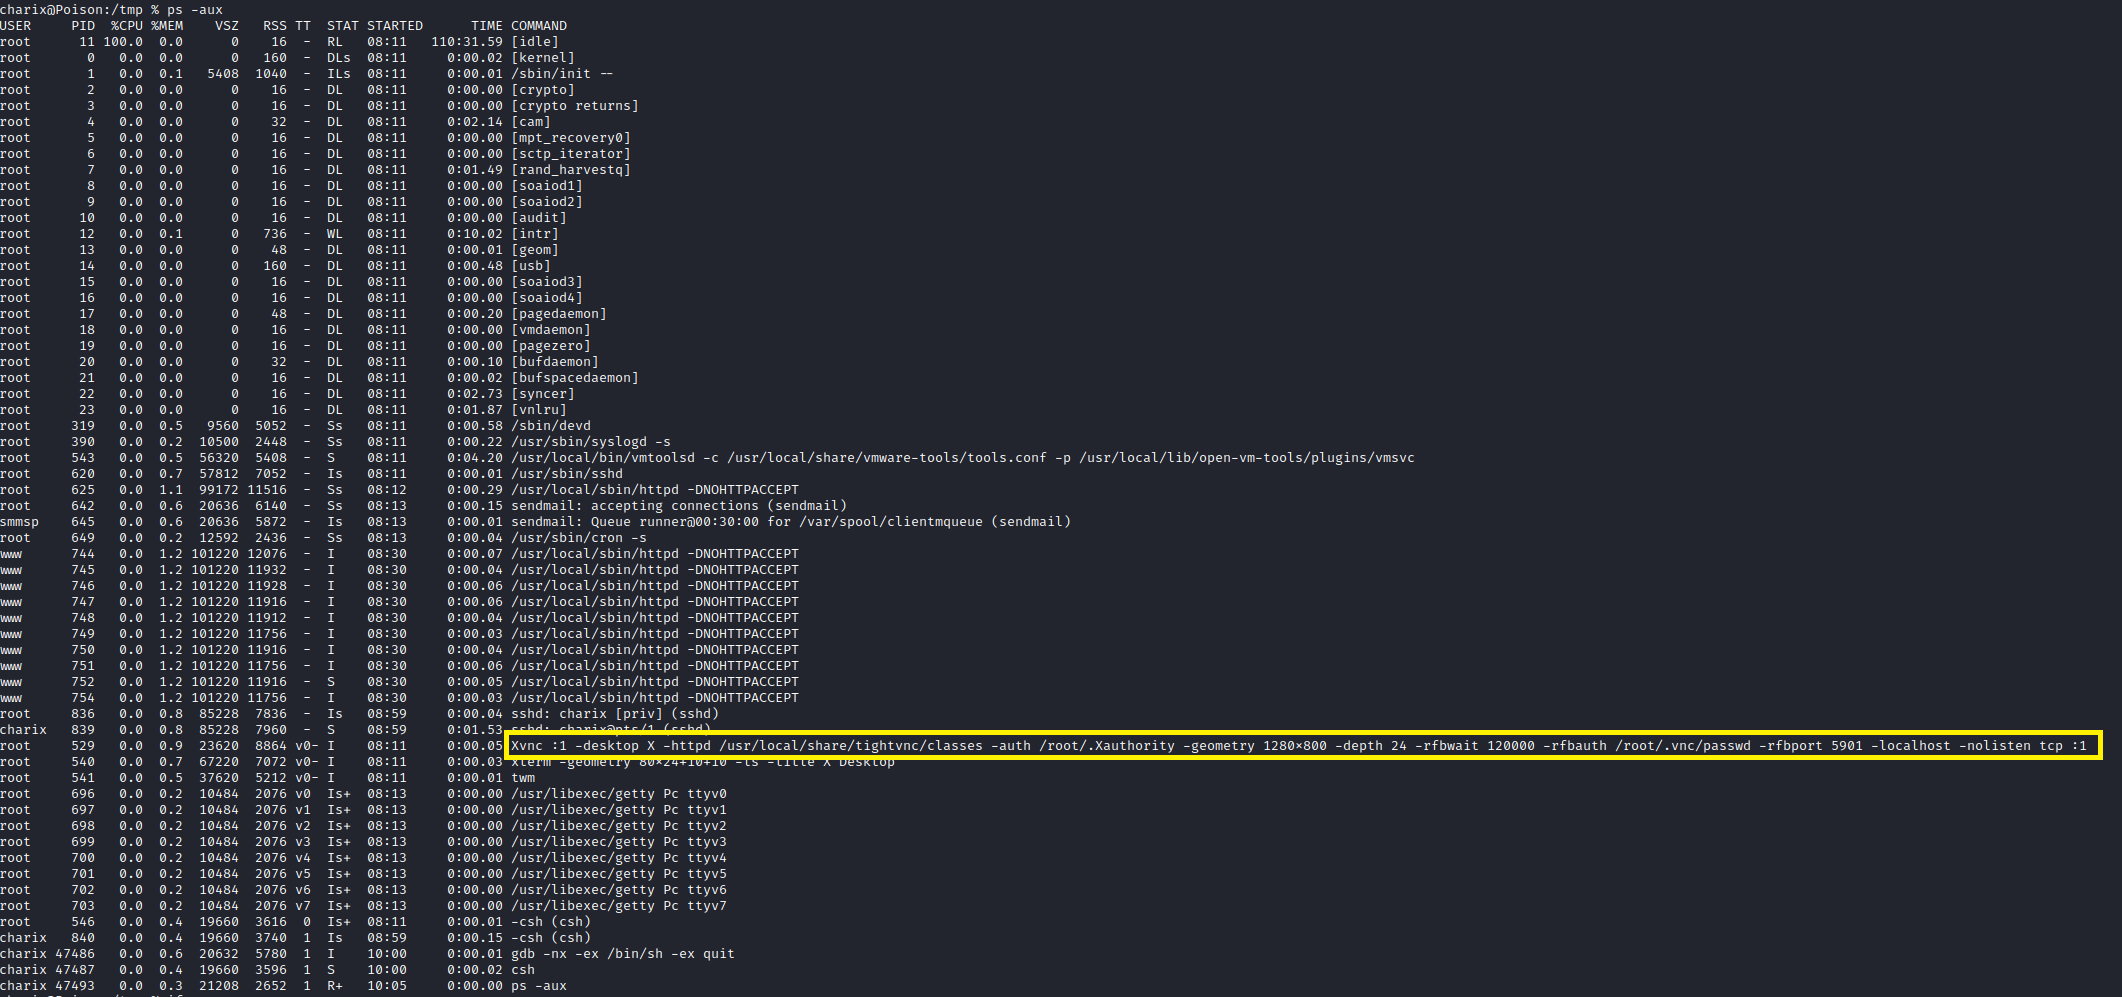 charix@Poison:/tmp % ps -aux
USER     PID  %CPU %MEM    VSZ   RSS TT  STAT STARTED      TIME COMMAND
root      11 100.0  0.0      0    16  -  RL   08:11   110:31.59 [idle]
root       0   0.0  0.0      0   160  -  DLs  08:11     0:00.02 [kernel]
root       1   0.0  0.1   5408  1040  -  ILs  08:11     0:00.01 /sbin/init --
root       2   0.0  0.0      0    16  -  DL   08:11     0:00.00 [crypto]
root       3   0.0  0.0      0    16  -  DL   08:11     0:00.00 [crypto returns]
root       4   0.0  0.0      0    32  -  DL   08:11     0:02.14 [cam]
root       5   0.0  0.0      0    16  -  DL   08:11     0:00.00 [mpt_recovery0]
root       6   0.0  0.0      0    16  -  DL   08:11     0:00.00 [sctp_iterator]
root       7   0.0  0.0      0    16  -  DL   08:11     0:01.49 [rand_harvestq]
root       8   0.0  0.0      0    16  -  DL   08:11     0:00.00 [soaiod1]
root       9   0.0  0.0      0    16  -  DL   08:11     0:00.00 [soaiod2]
root      10   0.0  0.0      0    16  -  DL   08:11     0:00.00 [audit]
root      12   0.0  0.1      0   736  -  WL   08:11     0:10.02 [intr]
root      13   0.0  0.0      0    48  -  DL   08:11     0:00.01 [geom]
root      14   0.0  0.0      0   160  -  DL   08:11     0:00.48 [usb]
root      15   0.0  0.0      0    16  -  DL   08:11     0:00.00 [soaiod3]
root      16   0.0  0.0      0    16  -  DL   08:11     0:00.00 [soaiod4]
root      17   0.0  0.0      0    48  -  DL   08:11     0:00.20 [pagedaemon]
root      18   0.0  0.0      0    16  -  DL   08:11     0:00.00 [vmdaemon]
root      19   0.0  0.0      0    16  -  DL   08:11     0:00.00 [pagezero]
root      20   0.0  0.0      0    32  -  DL   08:11     0:00.10 [bufdaemon]
root      21   0.0  0.0      0    16  -  DL   08:11     0:00.02 [bufspacedaemon]
root      22   0.0  0.0      0    16  -  DL   08:11     0:02.73 [syncer]
root      23   0.0  0.0      0    16  -  DL   08:11     0:01.87 [vnlru]
root     319   0.0  0.5   9560  5052  -  Ss   08:11     0:00.58 /sbin/devd
root     390   0.0  0.2  10500  2448  -  Ss   08:11     0:00.22 /usr/sbin/syslogd -s
root     543   0.0  0.5  56320  5408  -  S    08:11     0:04.20 /usr/local/bin/vmtoolsd -c /usr/local/share/vmware-tools/tools.conf -p /usr/local/lib/open-vm-tools/plugins/vmsvc
root     620   0.0  0.7  57812  7052  -  Is   08:11     0:00.01 /usr/sbin/sshd
root     625   0.0  1.1  99172 11516  -  Ss   08:12     0:00.29 /usr/local/sbin/httpd -DNOHTTPACCEPT
root     642   0.0  0.6  20636  6140  -  Ss   08:13     0:00.15 sendmail: accepting connections (sendmail)
smmsp    645   0.0  0.6  20636  5872  -  Is   08:13     0:00.01 sendmail: Queue runner@00:30:00 for /var/spool/clientmqueue (sendmail)
root     649   0.0  0.2  12592  2436  -  Ss   08:13     0:00.04 /usr/sbin/cron -s
www      744   0.0  1.2 101220 12076  -  I    08:30     0:00.07 /usr/local/sbin/httpd -DNOHTTPACCEPT
www      745   0.0  1.2 101220 11932  -  I    08:30     0:00.04 /usr/local/sbin/httpd -DNOHTTPACCEPT
www      746   0.0  1.2 101220 11928  -  I    08:30     0:00.06 /usr/local/sbin/httpd -DNOHTTPACCEPT
www      747   0.0  1.2 101220 11916  -  I    08:30     0:00.06 /usr/local/sbin/httpd -DNOHTTPACCEPT
www      748   0.0  1.2 101220 11912  -  I    08:30     0:00.04 /usr/local/sbin/httpd -DNOHTTPACCEPT
www      749   0.0  1.2 101220 11756  -  I    08:30     0:00.03 /usr/local/sbin/httpd -DNOHTTPACCEPT
www      750   0.0  1.2 101220 11916  -  I    08:30     0:00.04 /usr/local/sbin/httpd -DNOHTTPACCEPT
www      751   0.0  1.2 101220 11756  -  I    08:30     0:00.06 /usr/local/sbin/httpd -DNOHTTPACCEPT
www      752   0.0  1.2 101220 11916  -  S    08:30     0:00.05 /usr/local/sbin/httpd -DNOHTTPACCEPT
www      754   0.0  1.2 101220 11756  -  I    08:30     0:00.03 /usr/local/sbin/httpd -DNOHTTPACCEPT
root     836   0.0  0.8  85228  7836  -  Is   08:59     0:00.04 sshd: charix [priv] (sshd)
charix   839   0.0  0.8  85228  7960  -  S    08:59     0:01.53 sshd: charix@pts/1 (sshd)
root     529   0.0  0.9  23620  8864 v0- I    08:11     0:00.05 Xvnc :1 -desktop X -httpd /usr/local/share/tightvnc/classes -auth /root/.Xauthority -geometry 1280×800 -depth 24 -rfbwait 120000 -rfbauth /root/.vnc/passwd -rfbport 5901 -localhost -nolisten tcp :1
root     540   0.0  0.7  67220  7072 v0- I    08:11     0:00.03 xterm -geometry 80×24+10+10 -ls -title X Desktop
root     541   0.0  0.5  37620  5212 v0- I    08:11     0:00.01 twm
root     696   0.0  0.2  10484  2076 v0  Is+  08:13     0:00.00 /usr/libexec/getty Pc ttyv0
root     697   0.0  0.2  10484  2076 v1  Is+  08:13     0:00.00 /usr/libexec/getty Pc ttyv1
root     698   0.0  0.2  10484  2076 v2  Is+  08:13     0:00.00 /usr/libexec/getty Pc ttyv2
root     699   0.0  0.2  10484  2076 v3  Is+  08:13     0:00.00 /usr/libexec/getty Pc ttyv3
root     700   0.0  0.2  10484  2076 v4  Is+  08:13     0:00.00 /usr/libexec/getty Pc ttyv4
root     701   0.0  0.2  10484  2076 v5  Is+  08:13     0:00.00 /usr/libexec/getty Pc ttyv5
root     702   0.0  0.2  10484  2076 v6  Is+  08:13     0:00.00 /usr/libexec/getty Pc ttyv6
root     703   0.0  0.2  10484  2076 v7  Is+  08:13     0:00.00 /usr/libexec/getty Pc ttyv7
root     546   0.0  0.4  19660  3616  0  Is+  08:11     0:00.01 -csh (csh)
charix   840   0.0  0.4  19660  3740  1  Is   08:59     0:00.15 -csh (csh)
charix 47486   0.0  0.6  20632  5780  1  I    10:00     0:00.01 gdb -nx -ex /bin/sh -ex quit
charix 47487   0.0  0.4  19660  3596  1  S    10:00     0:00.02 csh
charix 47493   0.0  0.3  21208  2652  1  R+   10:05     0:00.00 ps -aux